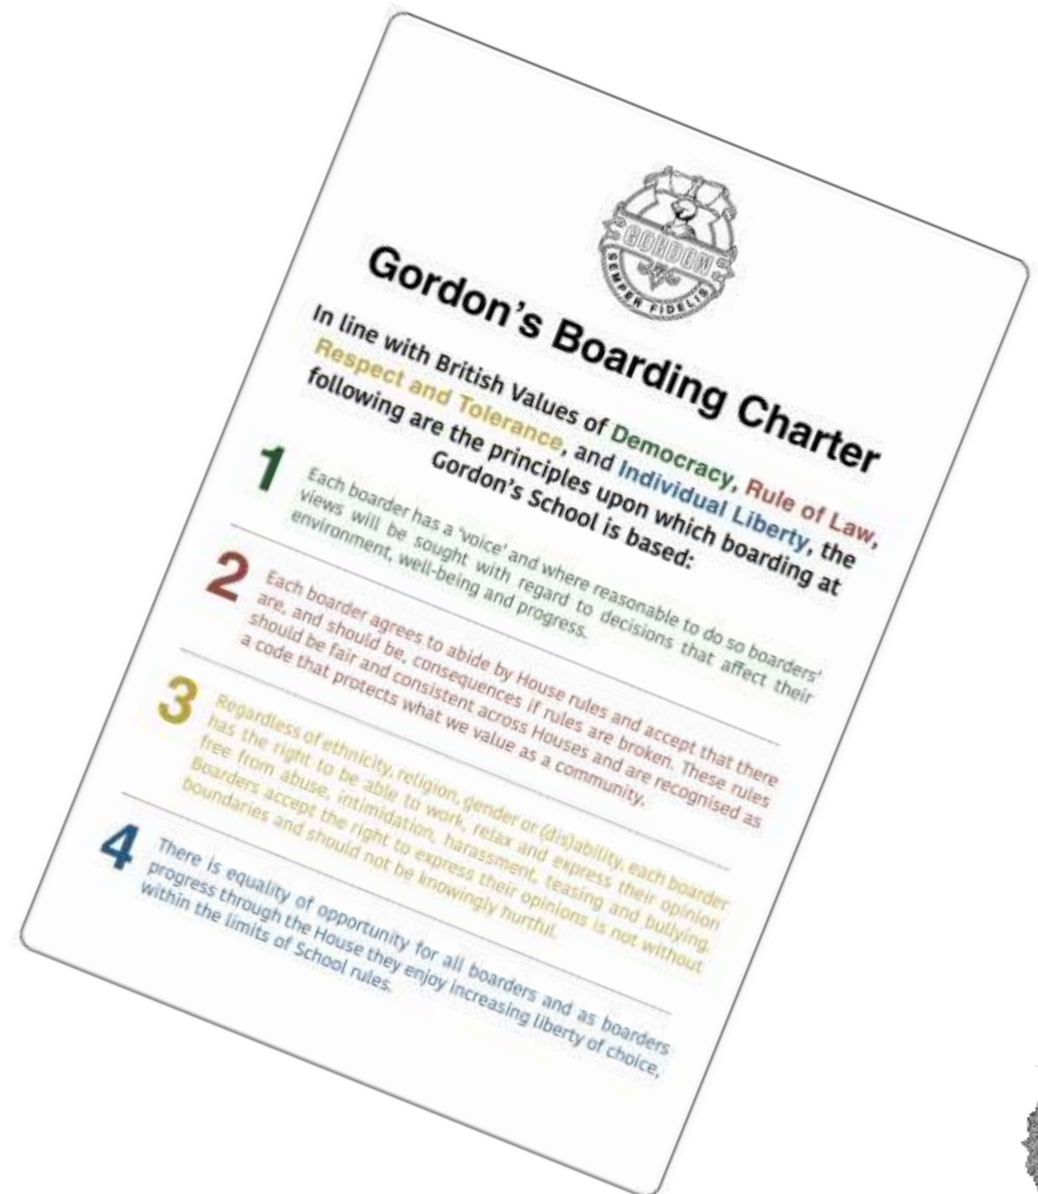 GORDON
SEMPER FIDELIS
Gordon's Boarding Charter
In line with British Values of Democracy, Rule of Law,
Respect and Tolerance, and Individual Liberty, the
following are the principles upon which boarding at
Gordon's School is based:
1
Each boarder has a 'voice' and where reasonable to do so boarders'
views will be sought with regard to decisions that affect their
environment, well-being and progress.
2
Each boarder agrees to abide by House rules and accept that there
are, and should be, consequences if rules are broken. These rules
should be fair and consistent across Houses and are recognised as
a code that protects what we value as a community.
3
Regardless of ethnicity, religion, gender or (dis)ability, each boarder
has the right to be able to work, relax and express their opinion
free from abuse, intimidation, harassment, teasing and bullying.
Boarders accept the right to express their opinions is not without
boundaries and should not be knowingly hurtful.
4
There is equality of opportunity for all boarders and as boarders
progress through the House they enjoy increasing liberty of choice,
within the limits of School rules.